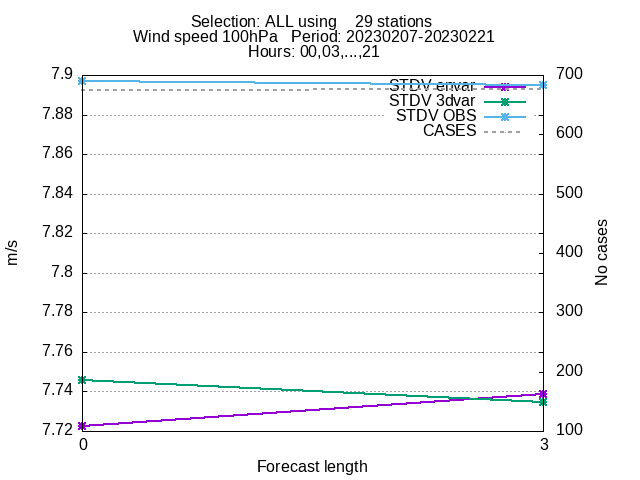 Selection: ALL using    29 stations
Wind speed 100hPa   Period: 20230207-20230221
Hours: 00,03,...,21
7.9
7.88
7.86
7.84
7.82
7.8
7.78
7.76
7.74
7.72
m/s
STDV envar
STDV 3dvar
STDV OBS
CASES
700
600
500
400
300
200
100
No cases
0
3
Forecast length